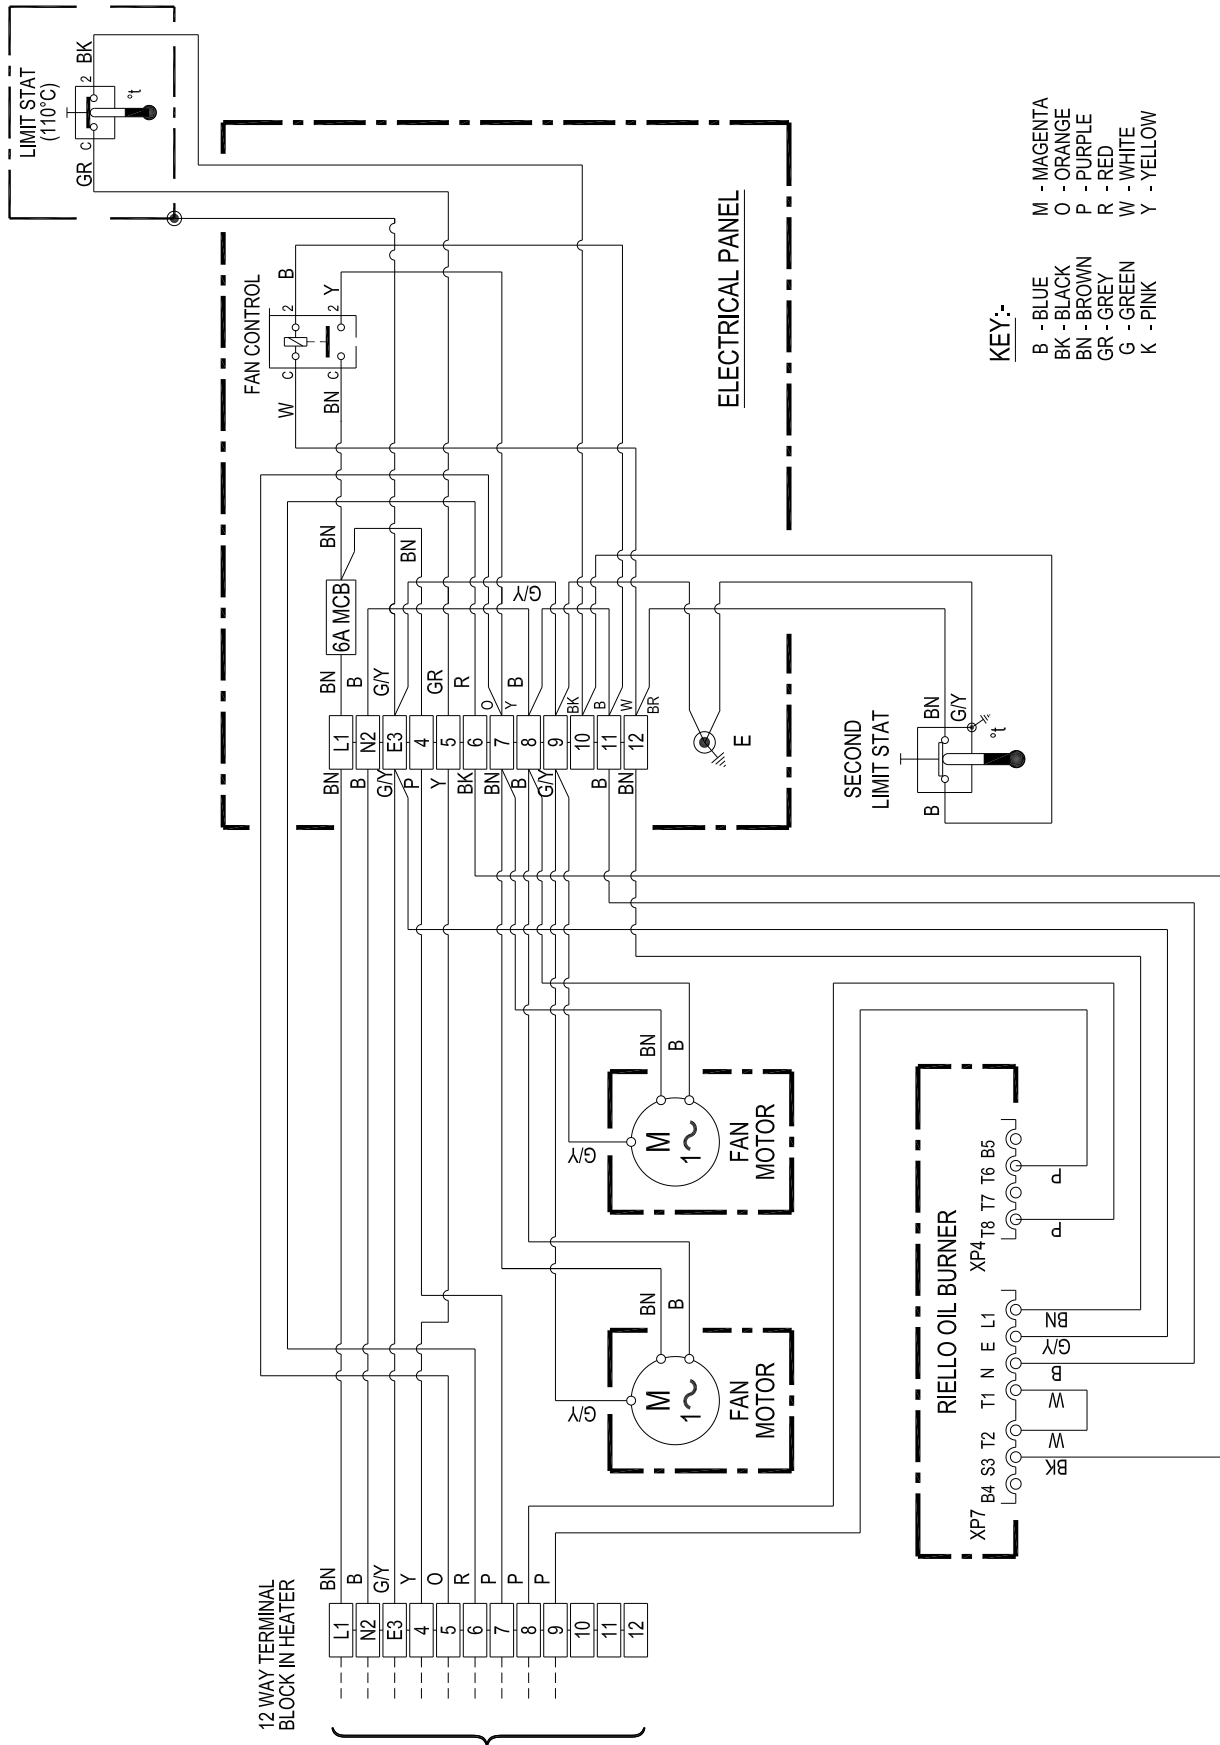 LIMIT STAT
(110°C)
GR
C
2
BK
°t
FAN CONTROL
W
C
2
B
BN
C
2
Y
ELECTRICAL PANEL
KEY:-
B - BLUE
BK - BLACK
BN - BROWN
GR - GREY
G - GREEN
K - PINK
M - MAGENTA
O - ORANGE
P - PURPLE
R - RED
W - WHITE
Y - YELLOW
6A MCB
BN
BN
BN
B
G/Y
GR
R
O
Y
B
G/Y
BK
B
W
BR
L1
N2
E3
4
5
6
7
8
9
10
11
12
BN
B
G/Y
P
Y
BK
BN
B
G/Y
B
BN
E
SECOND
LIMIT STAT
B
BN
G/Y
°t
BN
B
G/Y
M
1
FAN
MOTOR
BN
B
G/Y
M
1
FAN
MOTOR
RIELLO OIL BURNER
XP4
T8
T7
T6
B5
P
P
XP7
B4
S3
T2
T1
N
E
L1
BK
W
W
B
G/Y
BN
12 WAY TERMINAL
BLOCK IN HEATER
BN
B
G/Y
Y
O
R
P
P
P
L1
N2
E3
4
5
6
7
8
9
10
11
12